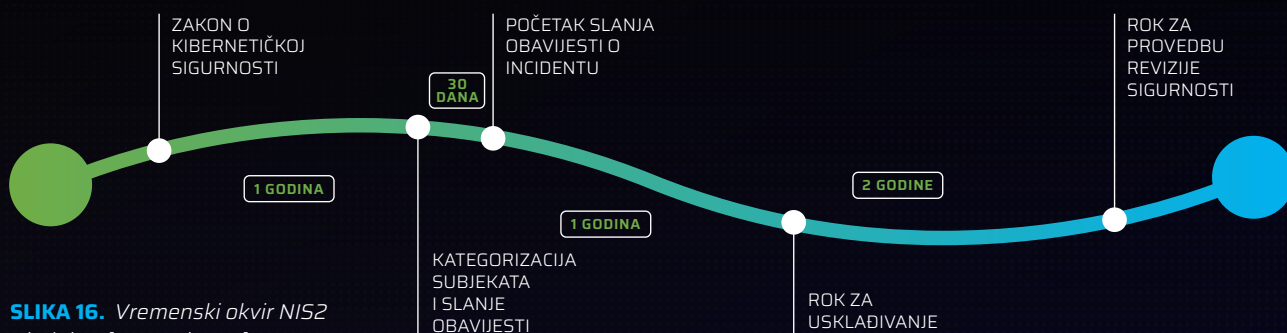 ZAKON O
KIBERNETIČKOJ
SIGURNOSTI
1 GODINA
30
DANA
KATEGORIZACIJA
SUBJEKATA
I SLANJE
OBAVIJESTI
POČETAK SLANJA
OBAVIJESTI O
INCIDENTU
1 GODINA
ROK ZA
USKLAĐIVANJE
2 GODINE
ROK ZA
PROVEDBU
REVIZIJE
SIGURNOSTI
SLIKA 16. Vremenski okvir NIS2